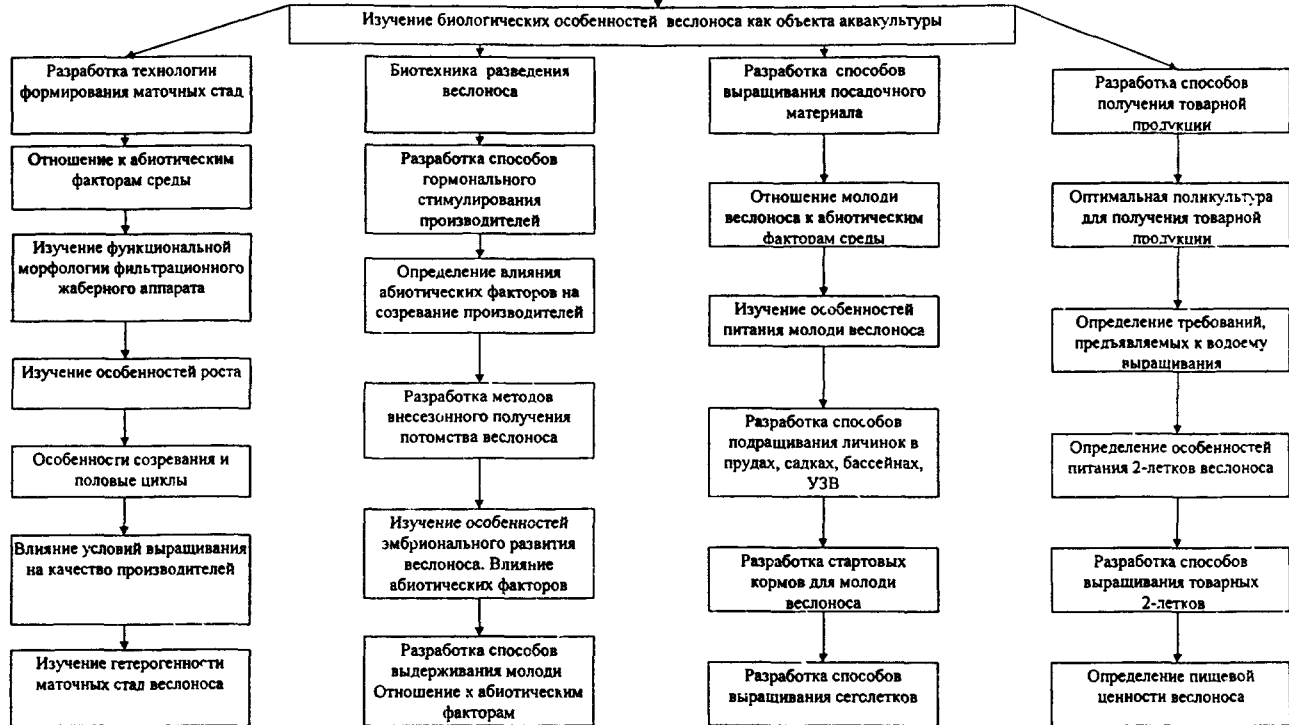 Изучение биологических особенностей веслоноса как объекта аквакультуры
Разработка технологии
формирования маточных стад
Отношение к абиотическим
факторам среды
Изучение функциональной
морфологии фильтрационного
жаберного аппарата
Изучение особенностей роста
Особенности созревания и
половые циклы
Влияние условий выращивания
на качество производителей
Изучение гетерогенности
маточных стад веслоноса
Биотехника разведения
веслоноса
Разработка способов
гормонального
стимулирования
производителей
Определение влияния
абиотических факторов на
созревание производителей
Разработка методов
внесезонного получения
потомства веслоноса
Изучение особенностей
эмбрионального развития
веслоноса. Влияние
абиотических факторов
Разработка способов
выдерживания молоди
Отношение к абиотическим
факторам
Разработка способов
выращивания посадочного
материала
Отношение молоди
веслоноса к абиотическим
факторам среды
Изучение особенностей
питания молоди веслоноса
Разработка способов
подращивания личинок в
прудах, садках, бассейнах,
УЗВ
Разработка стартовых
кормов для молоди
веслоноса
Разработка способов
выращивания сеголетков
Разработка способов
получения товарной
продукции
Оптимальная поликультура
для получения товарной
продукции
Определение требований,
предъявляемых к водоему
выращивания
Определение особенностей
питания 2-летков веслоноса
Разработка способов
выращивания товарных
2-летков
Определение пищевой
ценности веслоноса